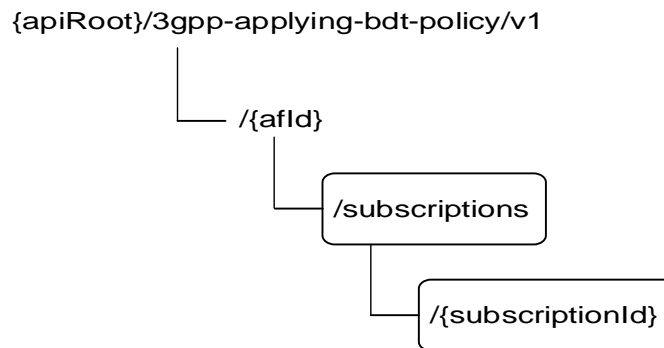 {apiRoot}/3gpp-applying-bdt-policy/v1
/{afId}
/subscriptions
/{subscriptionId}